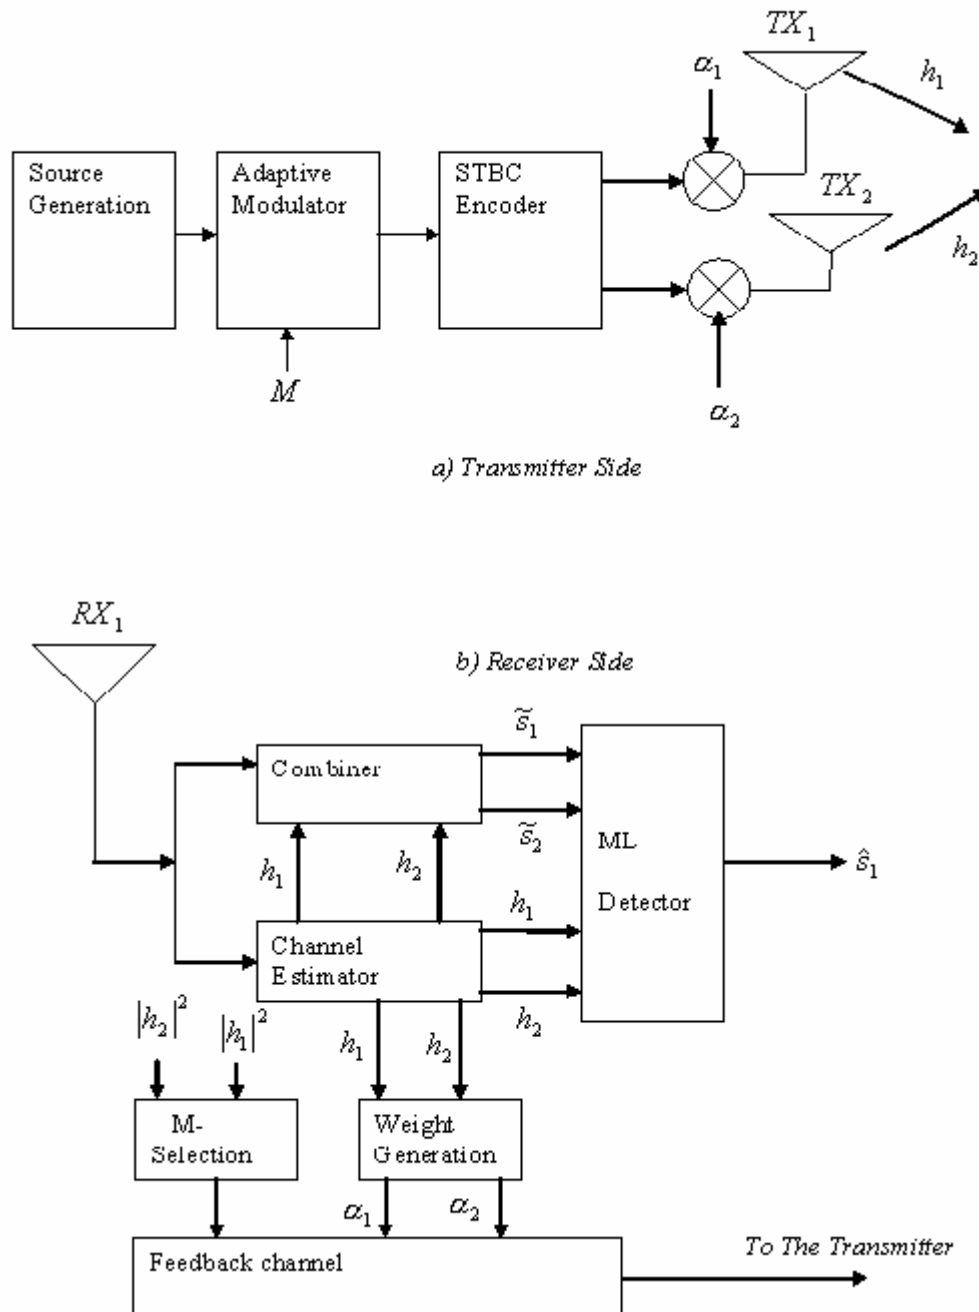 TX₁
α₁
h₁
Source Generation
Adaptive Modulator
STBC Encoder
TX₂
h₂
M
α₂
a) Transmitter Side
RX₁
b) Receiver Side
s̃₁
Combiner
s̃₂
ML
Detector
ŝ₁
h₁
h₂
h₁
Channel Estimator
h₂
|h₂|²
|h₁|²
h₁
h₂
M-Selection
Weight Generation
α₁
α₂
To The Transmitter
Feedback channel